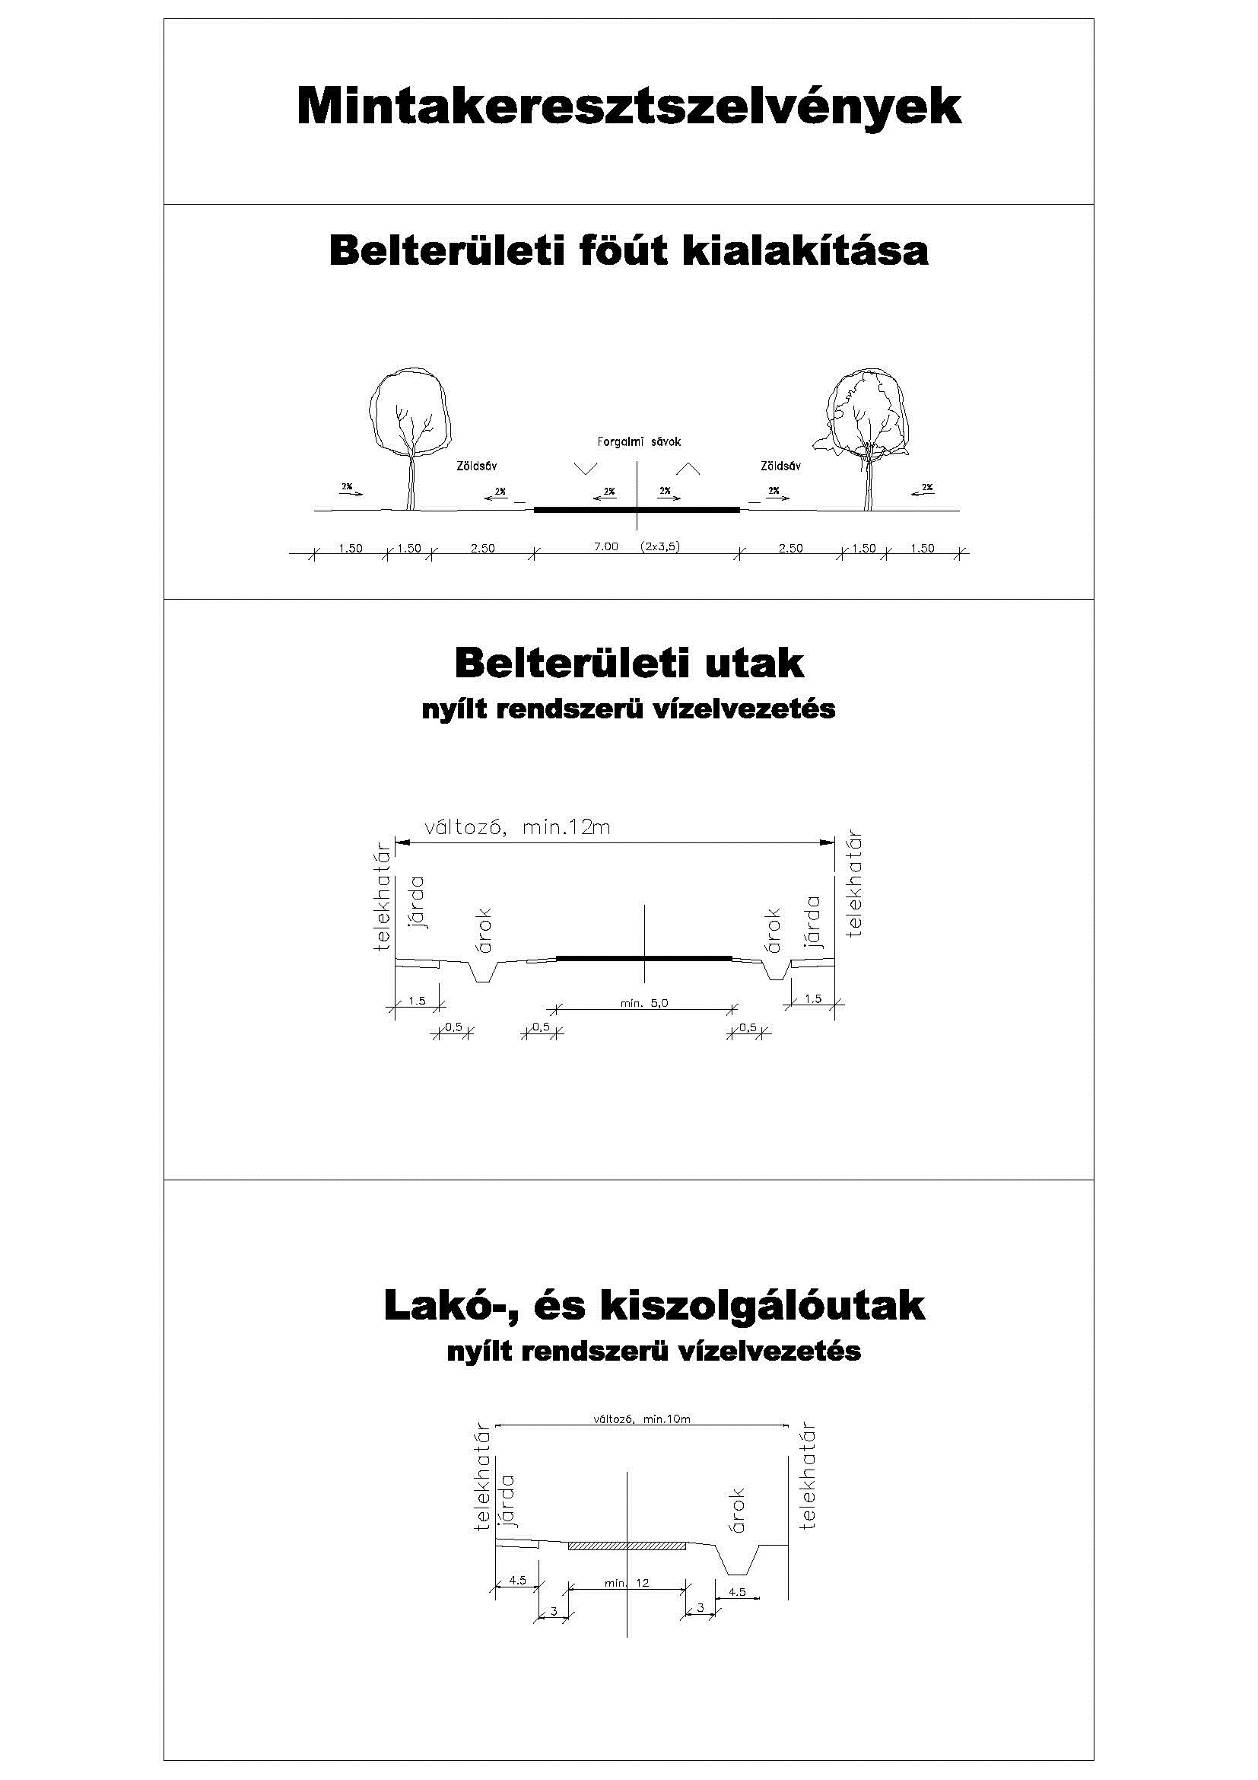 Mintakeresztszelvények
Belterületi föút kialakítása
Forgalmi sávok
Zöldsáv Zöldsáv
2% 2% 2% 2% 2% 2%
1.50 1.50 2.50 7.00 (2x3,5) 2.50 1.50 1.50
Belterületi utak
nyílt rendszerü vízelvezetés
változó, min.12m
telekhatár
járda
árok
árok
járda
telekhatár
1.5 min. 5,0 1.5
0,5 0,5 0,5
Lakó-, és kiszolgálóutak
nyílt rendszerü vízelvezetés
változó, min.10m
telekhatár
járda
árok
telekhatár
4.5 min. 12 4.5
3 3